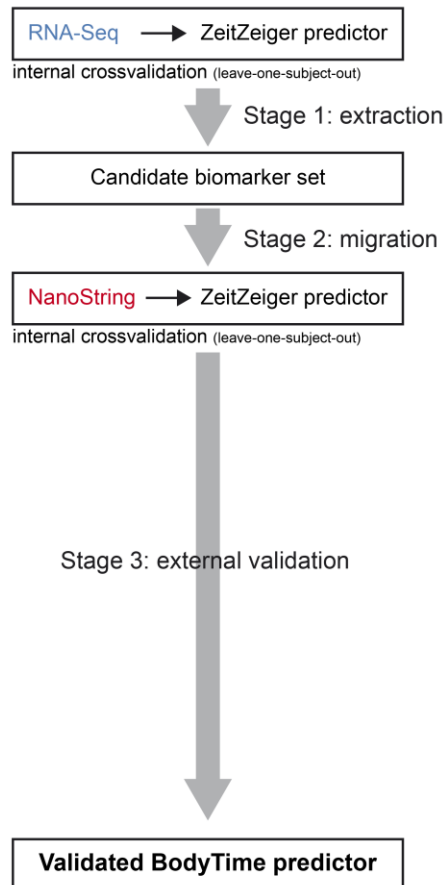 RNA-Seq → ZeitZeiger predictor
internal crossvalidation (leave-one-subject-out)
Stage 1: extraction
Candidate biomarker set
Stage 2: migration
NanoString → ZeitZeiger predictor
internal crossvalidation (leave-one-subject-out)
Stage 3: external validation
Validated BodyTime predictor